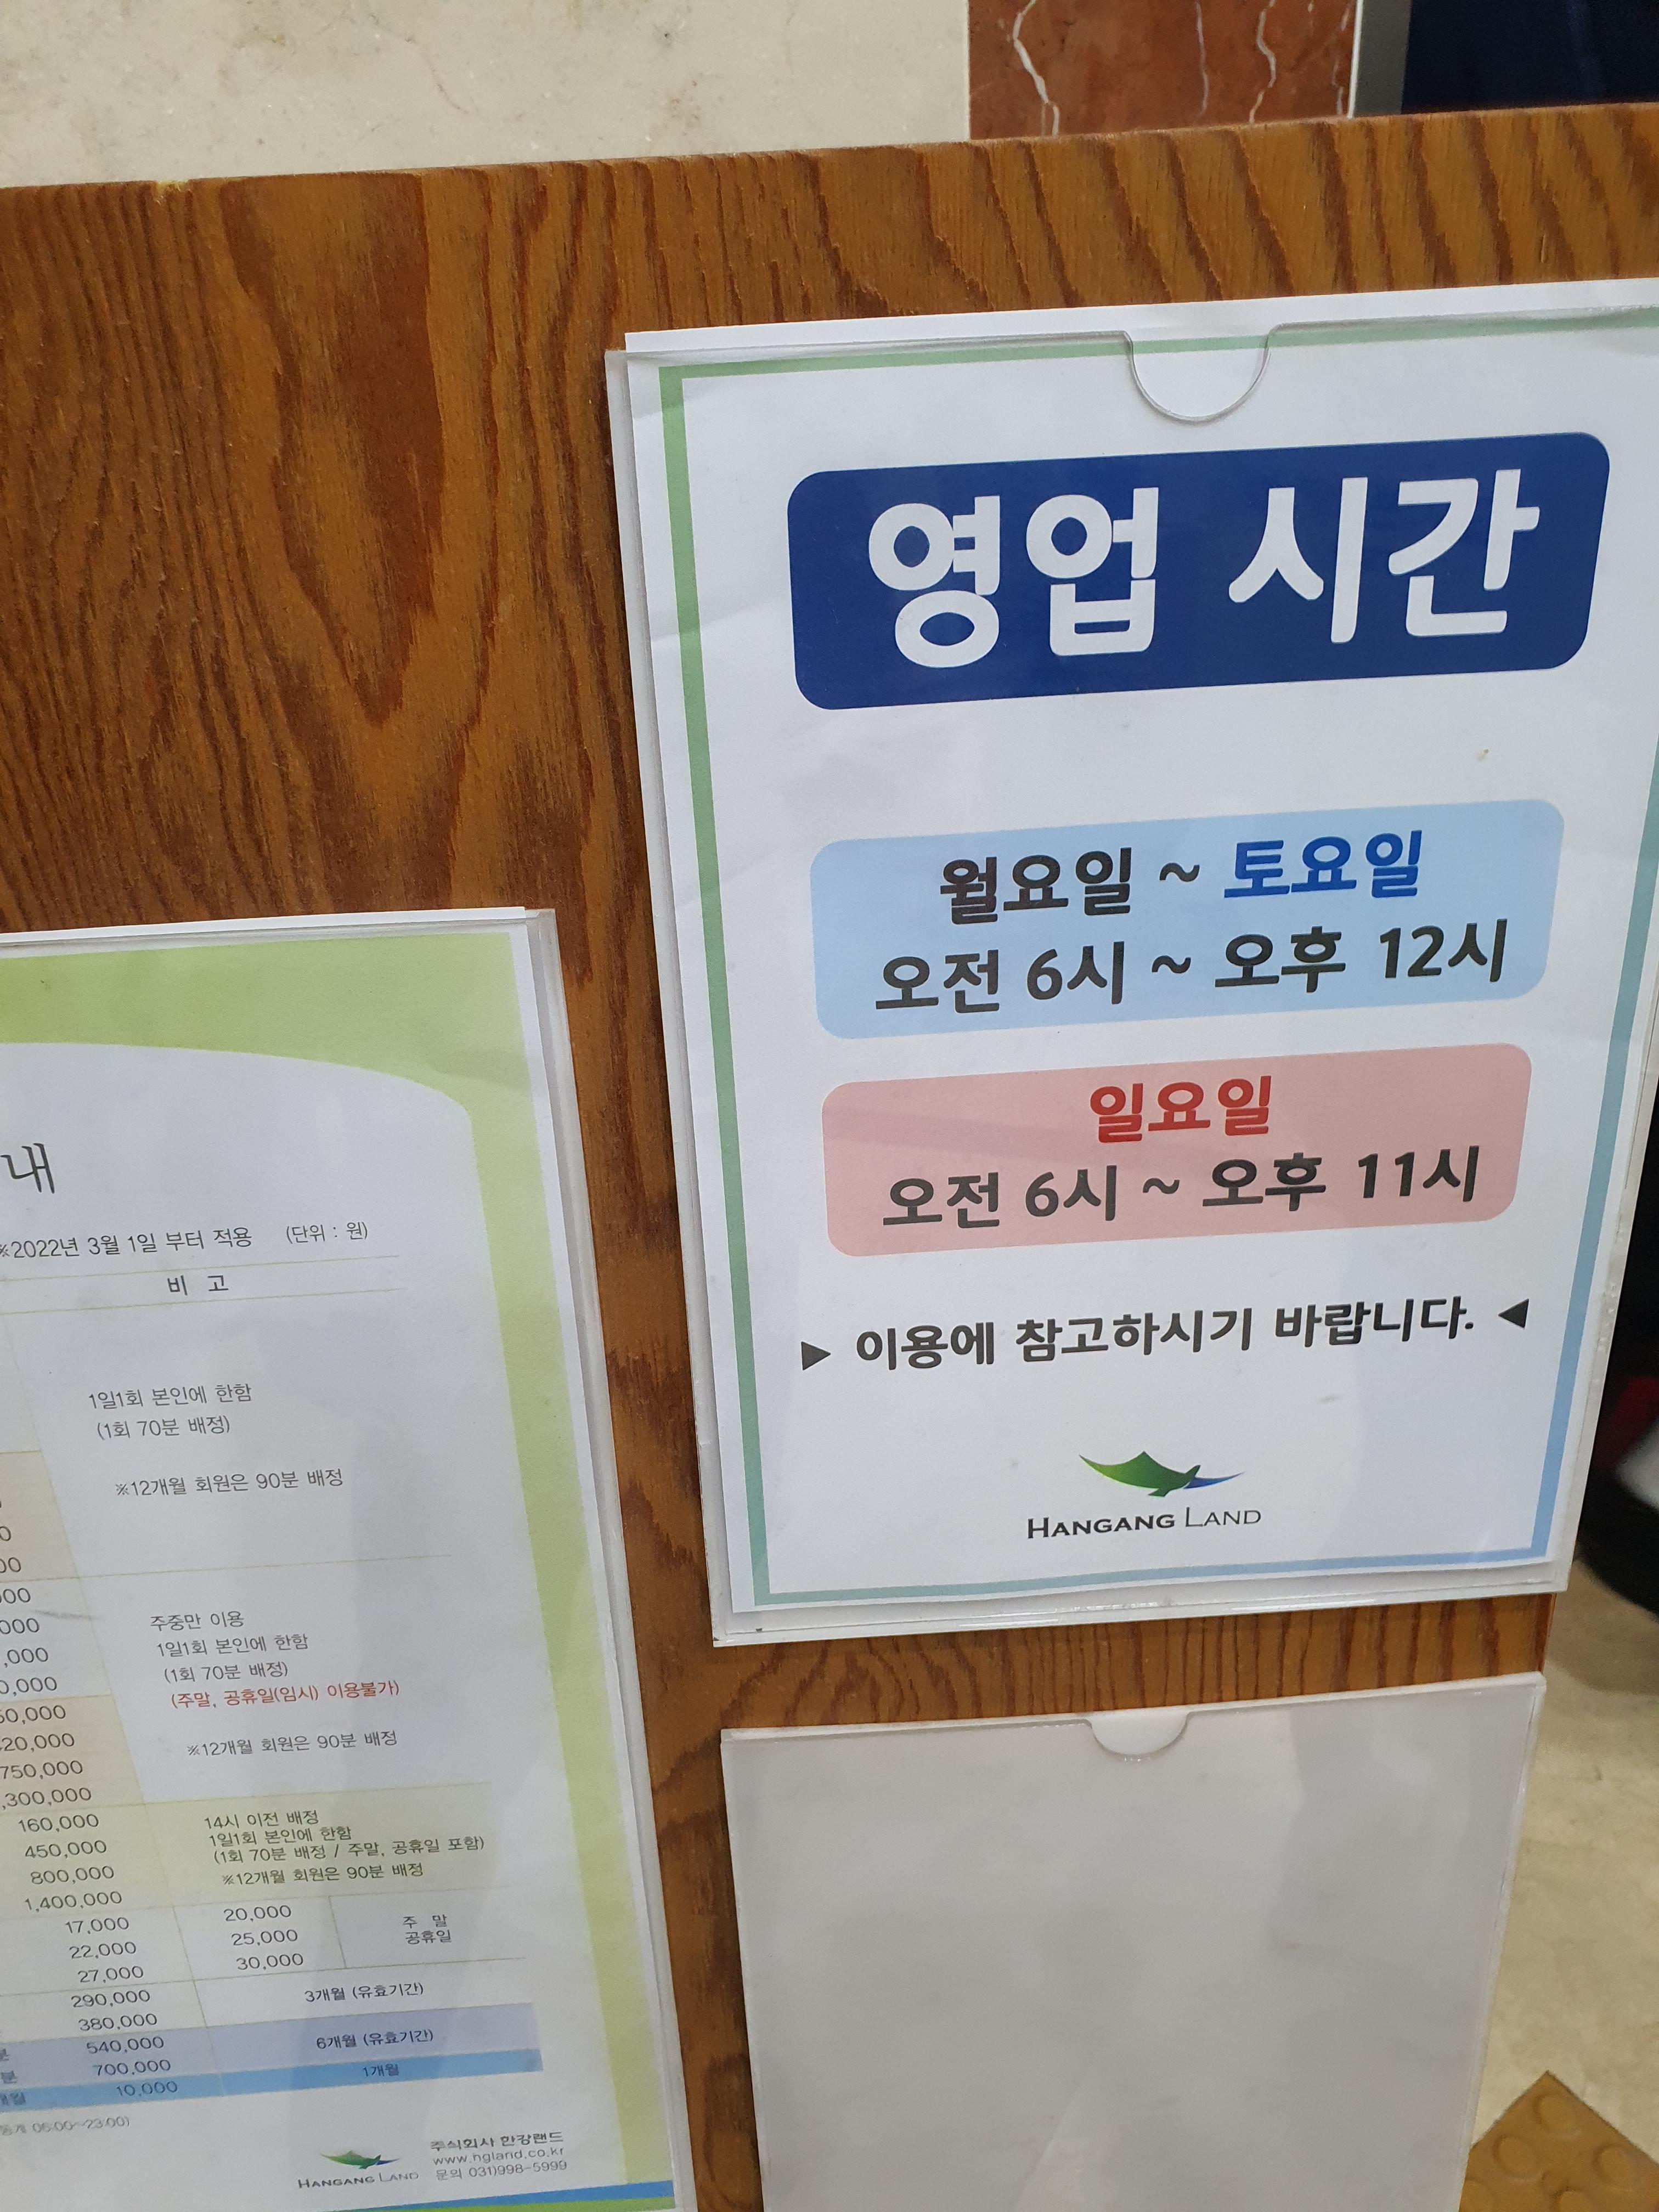 영업 시간
월요일 ~ 토요일
오전 6시 ~ 오후 12시
일요일
오전 6시 ~ 오후 11시
▶ 이용에 참고하시기 바랍니다. ◀
HANGANG LAND
내
※2022년 3월 1일 부터 적용 (단위 : 원)
비 고
1일1회 본인에 한함
(1회 70분 배정)
※12개월 회원은 90분 배정
주중만 이용
1일1회 본인에 한함
(1회 70분 배정)
(주말, 공휴일(임시) 이용불가)
※12개월 회원은 90분 배정
14시 이전 배정
1일1회 본인에 한함
(1회 70분 배정 / 주말, 공휴일 포함)
※12개월 회원은 90분 배정
160,000
450,000
800,000
1,400,000
17,000 20,000
22,000 25,000
27,000 30,000
주 말
공휴일
290,000
380,000
3개월 (유효기간)
540,000
700,000
6개월 (유효기간)
10,000 1개월
06:00~23:00)
HANGANG LAND
주식회사 한강랜드
www.hgland.co.kr
문의 031)998-5999